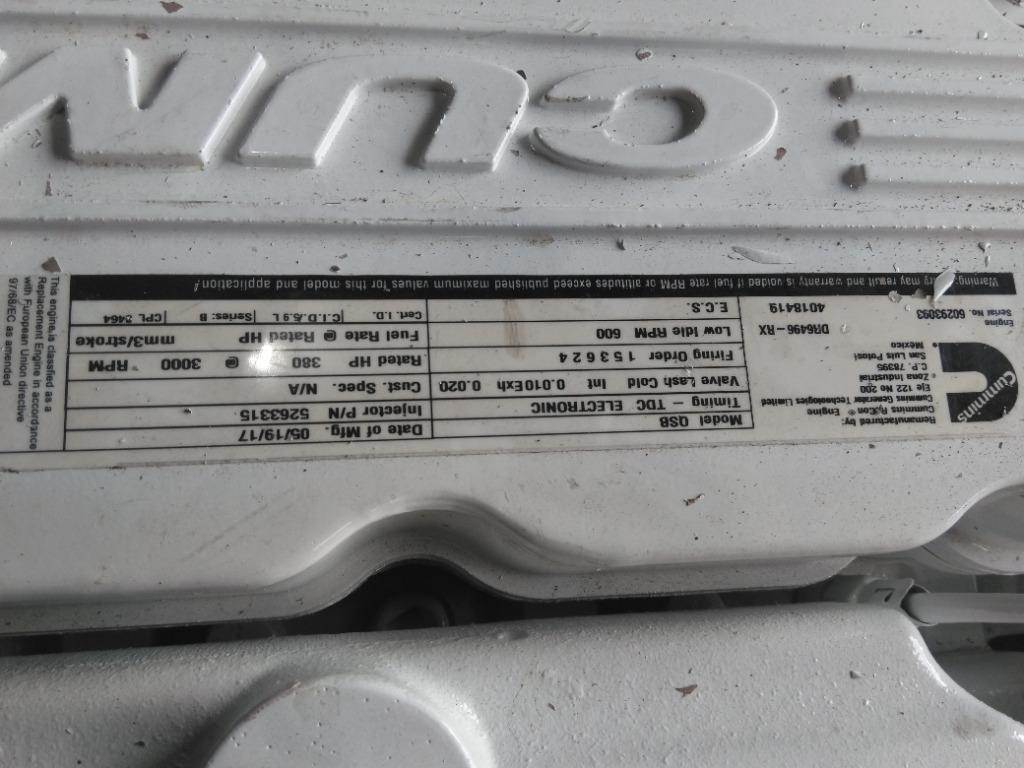 CUM
Cummins
Remanufactured by:
Cummins ReCon ® Engine
Cummins Generator Technologies Limited
Eje 122 No 200
Zona Industrial
C.P. 78395
San Luis Potosi
México
Engine
Serial No. 60293093
DR6496 - RX
4018419
Model QSB
Timing - TDC ELECTRONIC
Valve Lash Cold Int 0.010 Exh 0.020
Firing Order 1 5 3 6 2 4
Low Idle RPM 600
E.C.S.
Date of Mfg. 05/19/17
Injector P/N 5263315
Cust. Spec. N/A
Rated HP 380 @ 3000 RPM
Fuel Rate @ Rated HP mm3/stroke
Cert. I.D. C.I.D./5.9 L Series: B CPL 8464
Warning: may result and warranty is voided if fuel rate RPM or altitudes exceed published maximum values for this model and application.
This engine is classified as a
Replacement Engine in accordance
with European Union directive
97/68/EC as amended